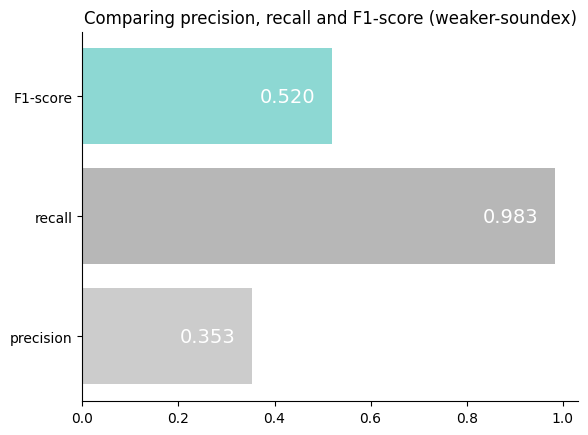 Comparing precision, recall and F1-score (weaker-soundex)
F1-score
0.520
recall
0.983
precision
0.353
0.0 0.2 0.4 0.6 0.8 1.0